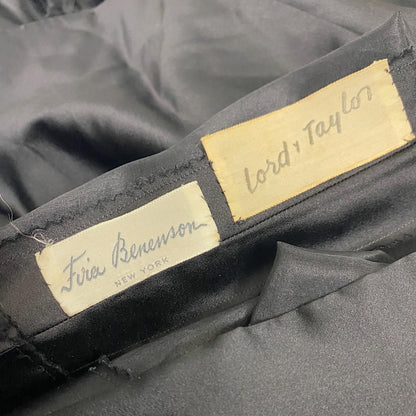 Fira Benenson
NEW YORK
Lord & Taylor